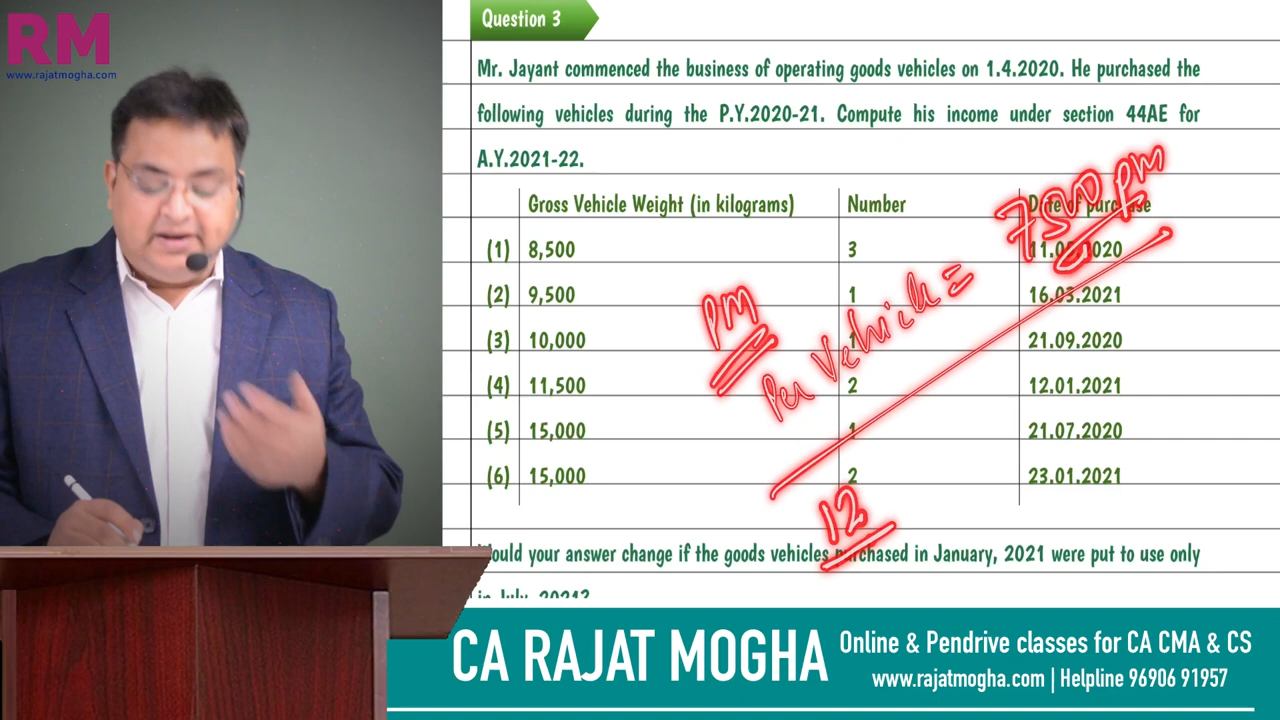 RM
www.rajatmogha.com
Question 3
Mr. Jayant commenced the business of operating goods vehicles on 1.4.2020. He purchased the
following vehicles during the P.Y.2020-21. Compute his income under section 44AE for
A.Y.2021-22.
Gross Vehicle Weight (in kilograms) Number Date of purchase
7500 pm
(1) 8,500 3
(2) 9,500 1 16.03.2021
PM
Per Vehicle =
(3) 10,000 1 21.09.2020
(4) 11,500 2 12.01.2021
(5) 15,000 1 21.07.2020
(6) 15,000 2 23.01.2021
12
Would your answer change if the goods vehicles purchased in January, 2021 were put to use only
in July, 2021?
CA RAJAT MOGHA
Online & Pendrive classes for CA CMA & CS
www.rajatmogha.com | Helpline 96906 91957